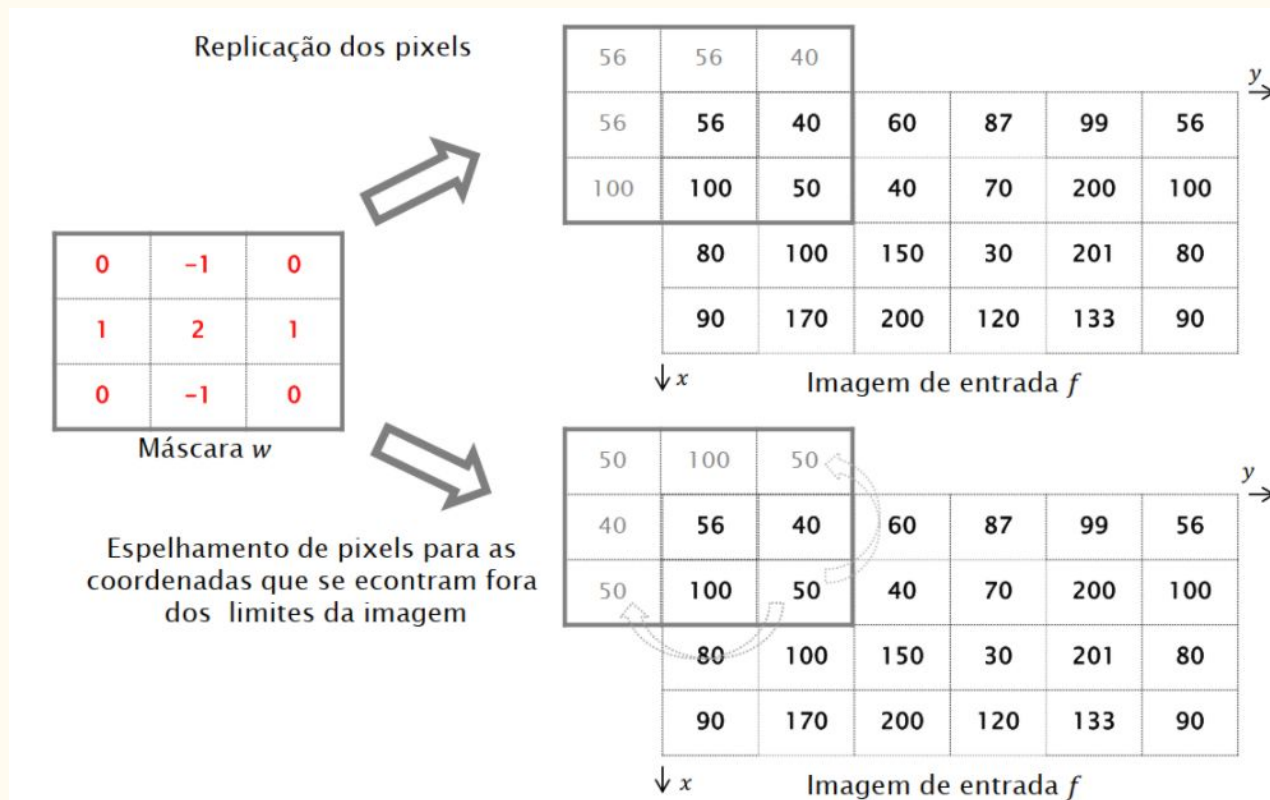 Replicação dos pixels
56 56 40
y
56 56 40 60 87 99 56
100 100 50 40 70 200 100
80 100 150 30 201 80
90 170 200 120 133 90
x Imagem de entrada f
0 –1 0
1 2 1
0 –1 0
Máscara w
Espelhamento de pixels para as
coordenadas que se econtram fora
dos limites da imagem
50 100 50
y
40 56 40 60 87 99 56
50 100 50 40 70 200 100
80 100 150 30 201 80
90 170 200 120 133 90
x Imagem de entrada f